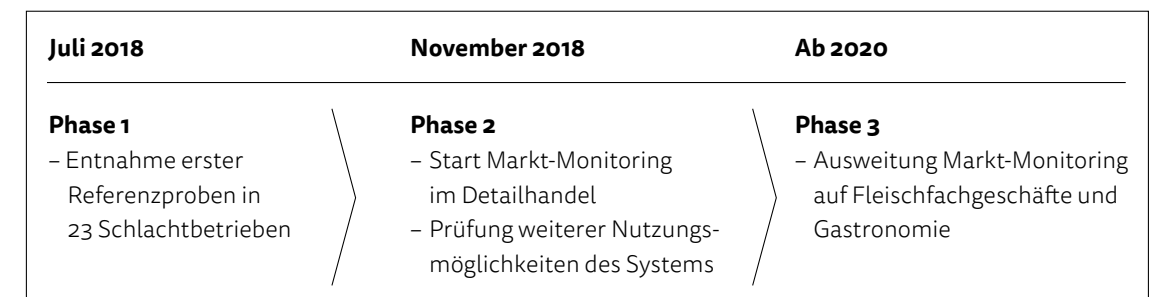 Juli 2018
November 2018
Ab 2020
Phase 1
– Entnahme erster
Referenzproben in
23 Schlachtbetrieben
Phase 2
– Start Markt-Monitoring
im Detailhandel
– Prüfung weiterer Nutzungs-
möglichkeiten des Systems
Phase 3
– Ausweitung Markt-Monitoring
auf Fleischfachgeschäfte und
Gastronomie